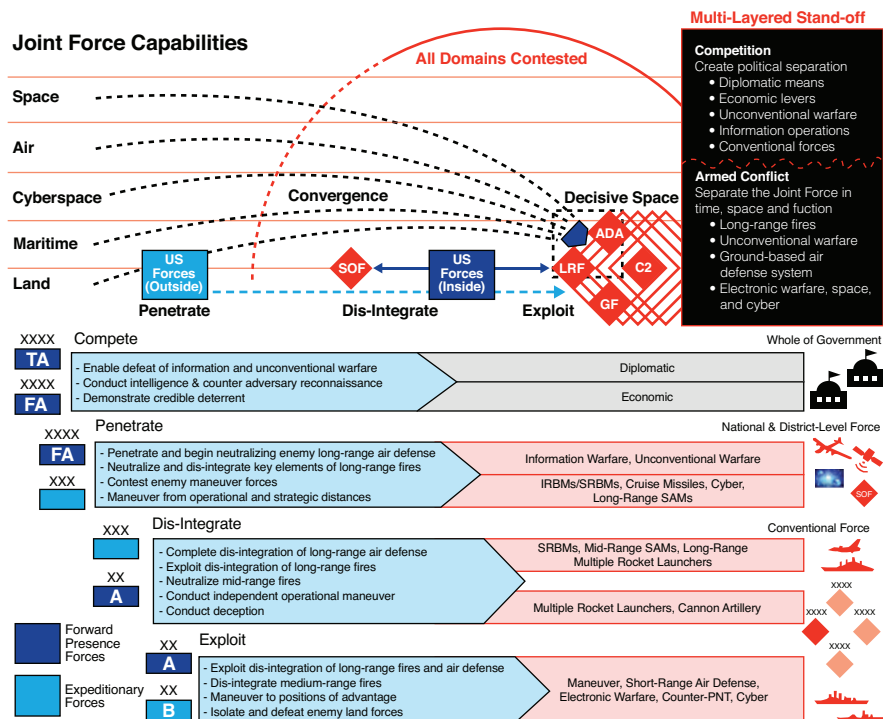 Multi-Layered Stand-off
Joint Force Capabilities
All Domains Contested
Space
Air
Cyberspace
Maritime
Land
Convergence
Decisive Space
ADA
LRF
C2
GF
SOF
US
Forces
(Outside)
US
Forces
(Inside)
Penetrate
Dis-Integrate
Exploit
Competition
Create political separation
• Diplomatic means
• Economic levers
• Unconventional warfare
• Information operations
• Conventional forces
Armed Conflict
Separate the Joint Force in
time, space and fuction
• Long-range fires
• Unconventional warfare
• Ground-based air
defense system
• Electronic warfare, space,
and cyber
XXXX
TA
XXXX
FA
Compete
- Enable defeat of information and unconventional warfare
- Conduct intelligence & counter adversary reconnaissance
- Demonstrate credible deterrent
Diplomatic
Economic
Whole of Government
XXXX
FA
XXX
Penetrate
- Penetrate and begin neutralizing enemy long-range air defense
- Neutralize and dis-integrate key elements of long-range fires
- Contest enemy maneuver forces
- Maneuver from operational and strategic distances
Information Warfare, Unconventional Warfare
IRBMs/SRBMs, Cruise Missiles, Cyber,
Long-Range SAMs
National & District-Level Force
SOF
XXX
XX
A
Dis-Integrate
- Complete dis-integration of long-range air defense
- Exploit dis-integration of long-range fires
- Neutralize mid-range fires
- Conduct independent operational maneuver
- Conduct deception
SRBMs, Mid-Range SAMs, Long-Range
Multiple Rocket Launchers
Multiple Rocket Launchers, Cannon Artillery
Conventional Force
xxxx
xxxx
xxxx
xxxx
Forward
Presence
Forces
Expeditionary
Forces
XX
A
XX
B
Exploit
- Exploit dis-integration of long-range fires and air defense
- Dis-integrate medium-range fires
- Maneuver to positions of advantage
- Isolate and defeat enemy land forces
Maneuver, Short-Range Air Defense,
Electronic Warfare, Counter-PNT, Cyber